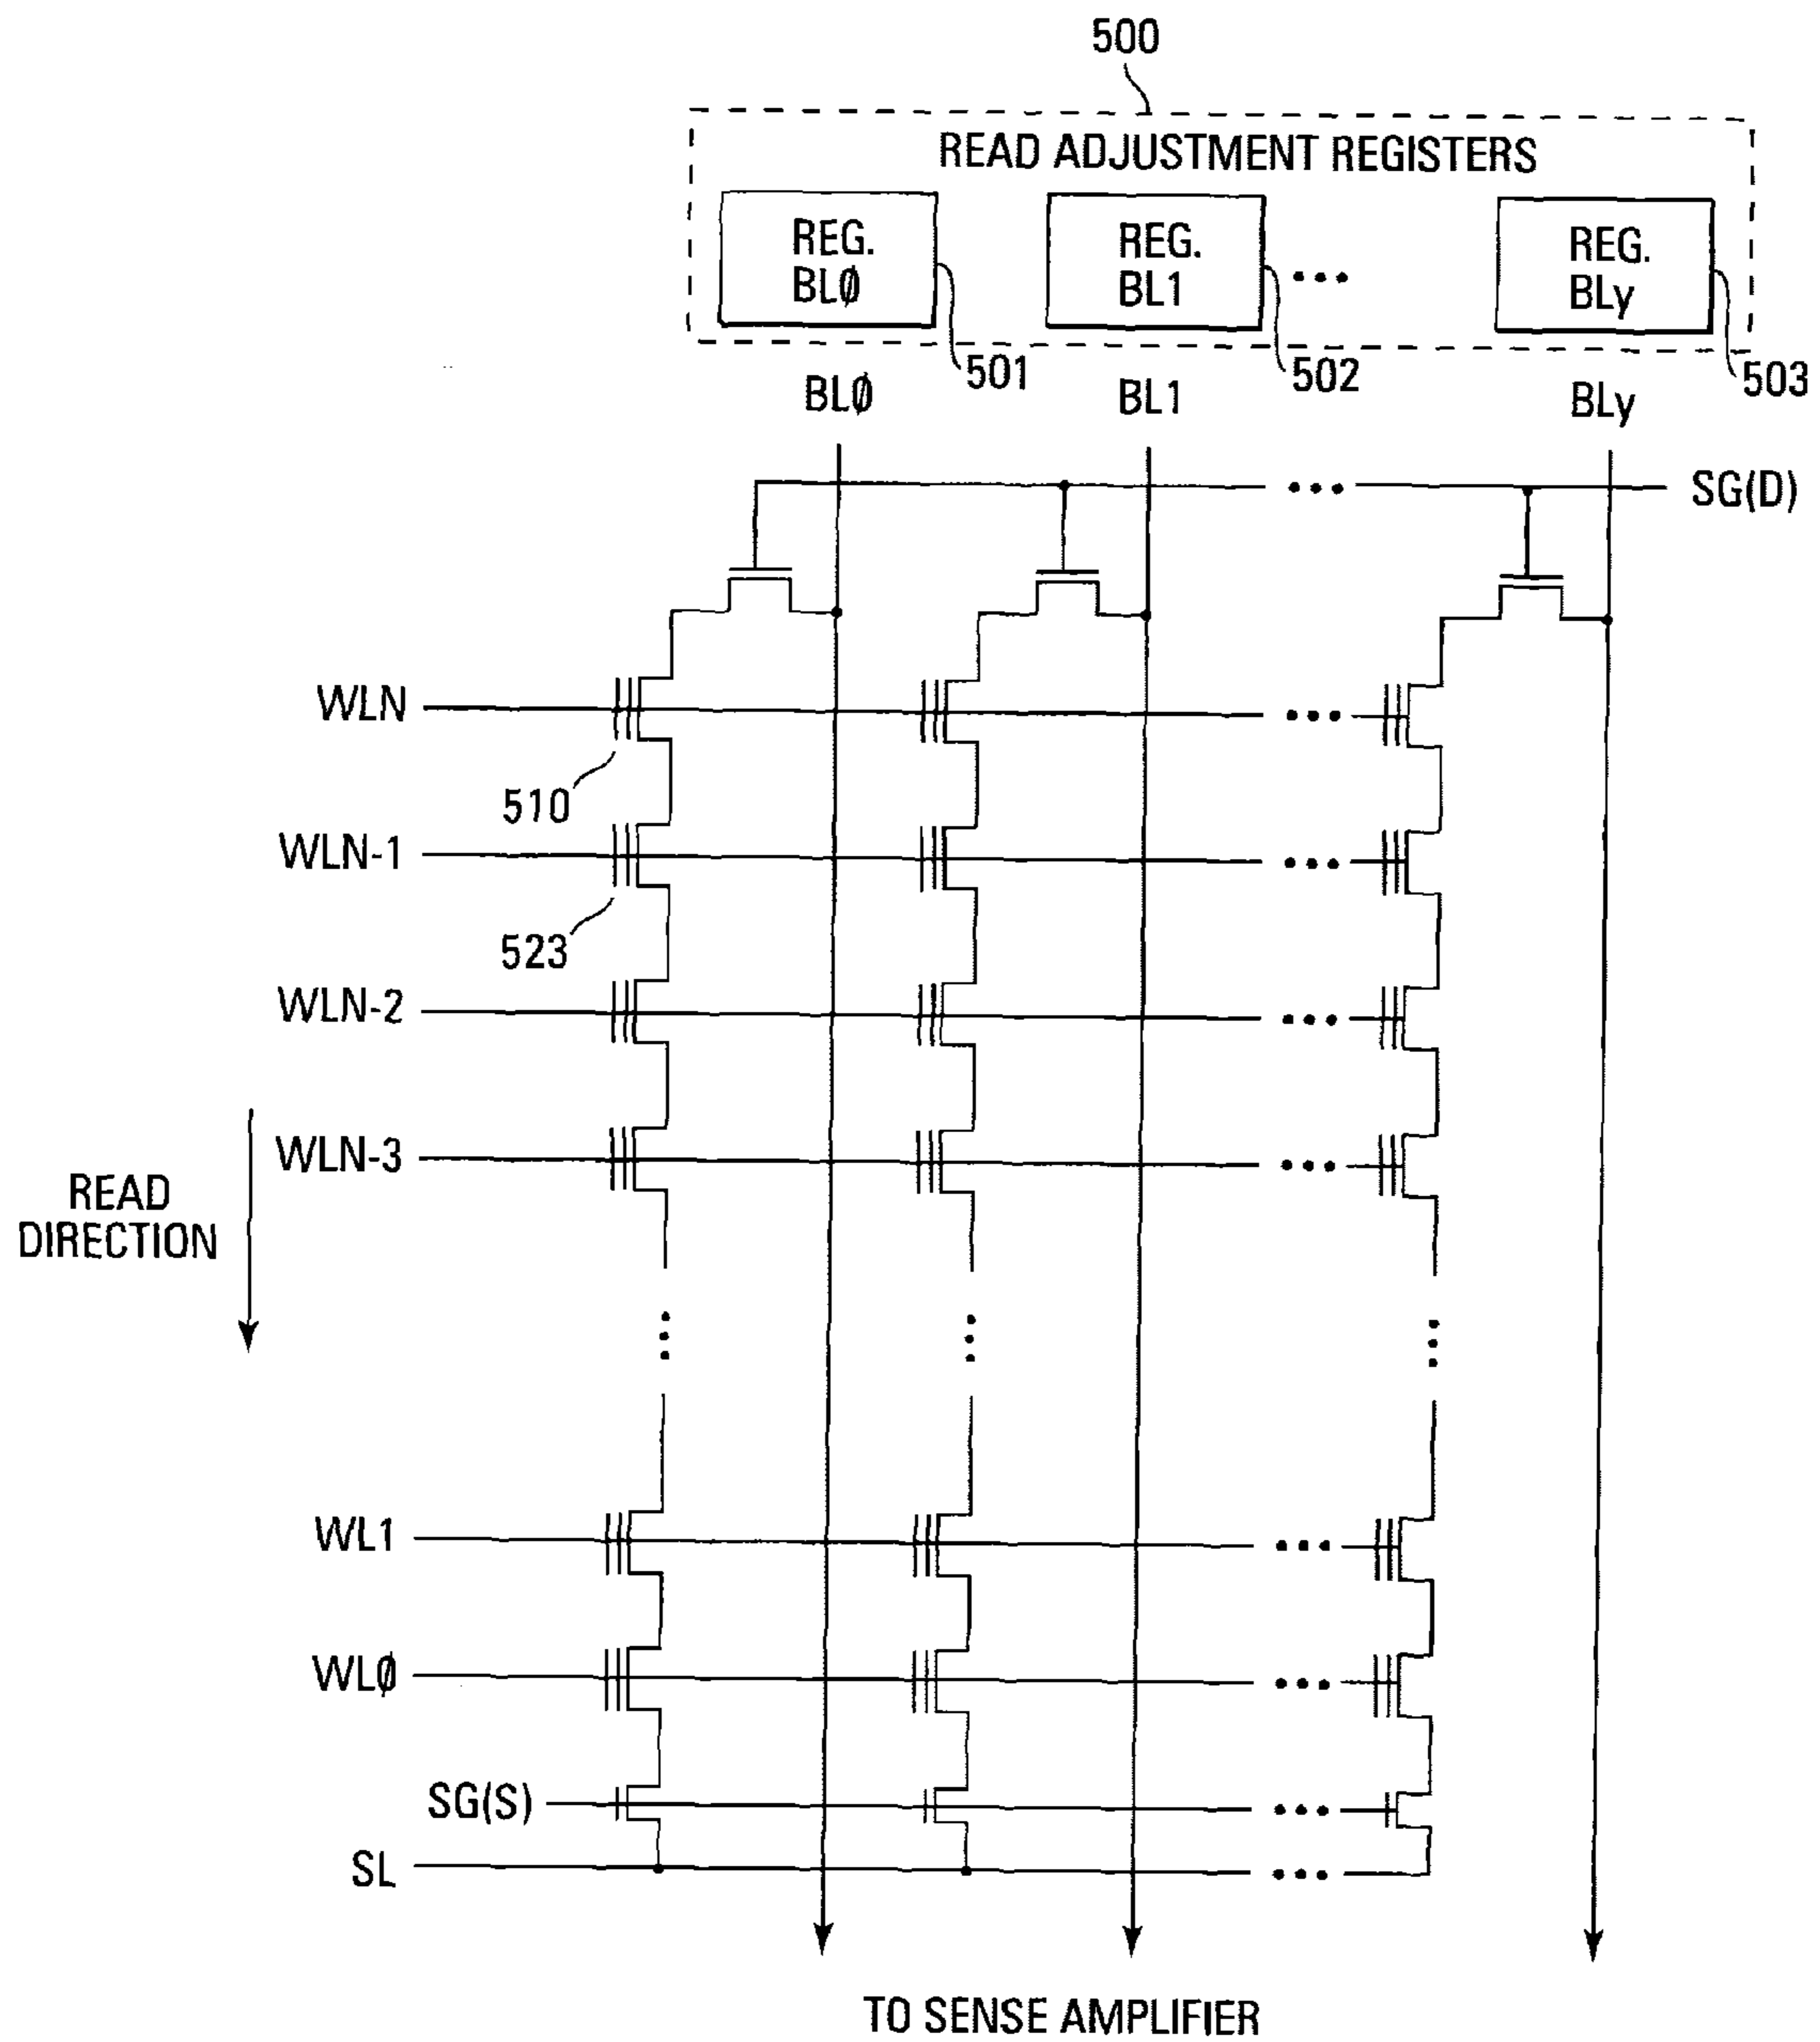 500
READ ADJUSTMENT REGISTERS
REG.
BLØ
REG.
BL1
•••
REG.
BLy
501
502
503
BLØ
BL1
BLy
••• SG(D)
WLN •••
510
WLN-1 •••
523
WLN-2 •••
WLN-3 •••
READ
DIRECTION
WL1 •••
WLØ •••
SG(S) •••
SL •••
TO SENSE AMPLIFIER